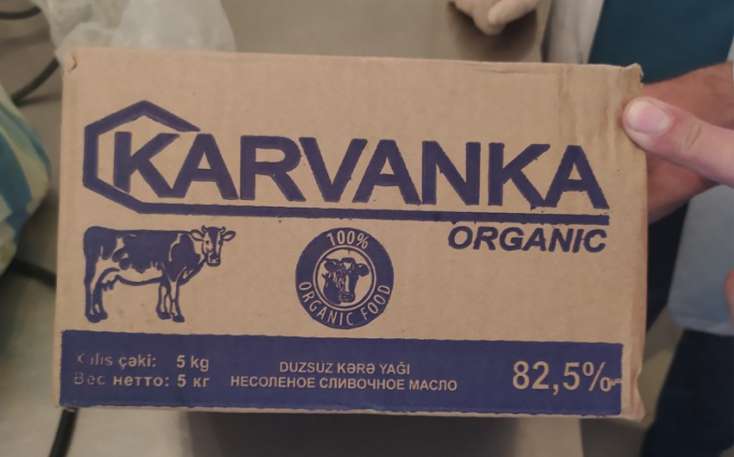 KARVANKA
ORGANIC
100%
ORGANIC FOOD
Xalis çəki: 5 kg
Вес нетто: 5 кг
DUZSUZ KƏRƏ YAĞI
НЕСОЛЕНОЕ СЛИВОЧНОЕ МАСЛО
82,5%